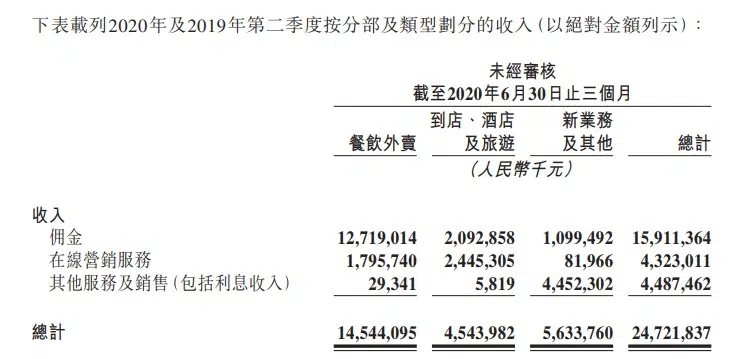 下表載列2020年及2019年第二季度按分部及類型劃分的收入(以絕對金額列示)：
未經審核
截至2020年6月30日止三個月
到店、酒店 新業務
餐飲外賣 及旅遊 及其他 總計
(人民幣千元)
收入
佣金 12,719,014 2,092,858 1,099,492 15,911,364
在線營銷服務 1,795,740 2,445,305 81,966 4,323,011
其他服務及銷售(包括利息收入) 29,341 5,819 4,452,302 4,487,462
總計 14,544,095 4,543,982 5,633,760 24,721,837